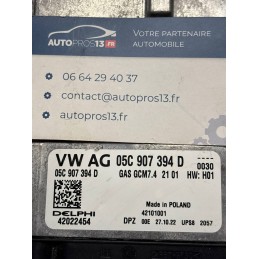 AUTOPROS13.FR
VOTRE PARTENAIRE
AUTOMOBILE
06 64 29 40 37
contact@autopros13.fr
autopros13.fr
VW AG 05C 907 394 D ----
0030
05C 907 394 D GAS GCM7.4 21 01 HW: H01
Made in POLAND
DELPHI 42101001
42022454 DPZ 00E 27.10.22 UPS8 2057